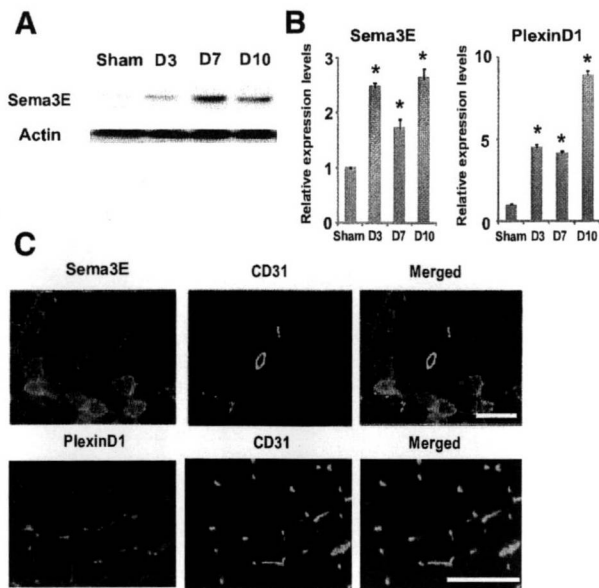 A
Sham D3 D7 D10
Sema3E
Actin
B
Sema3E
Relative expression levels
3
2
1
0
*
*
*
Sham D3 D7 D10
PlexinD1
Relative expression levels
10
5
0
*
*
*
Sham D3 D7 D10
C
Sema3E CD31 Merged
PlexinD1 CD31 Merged